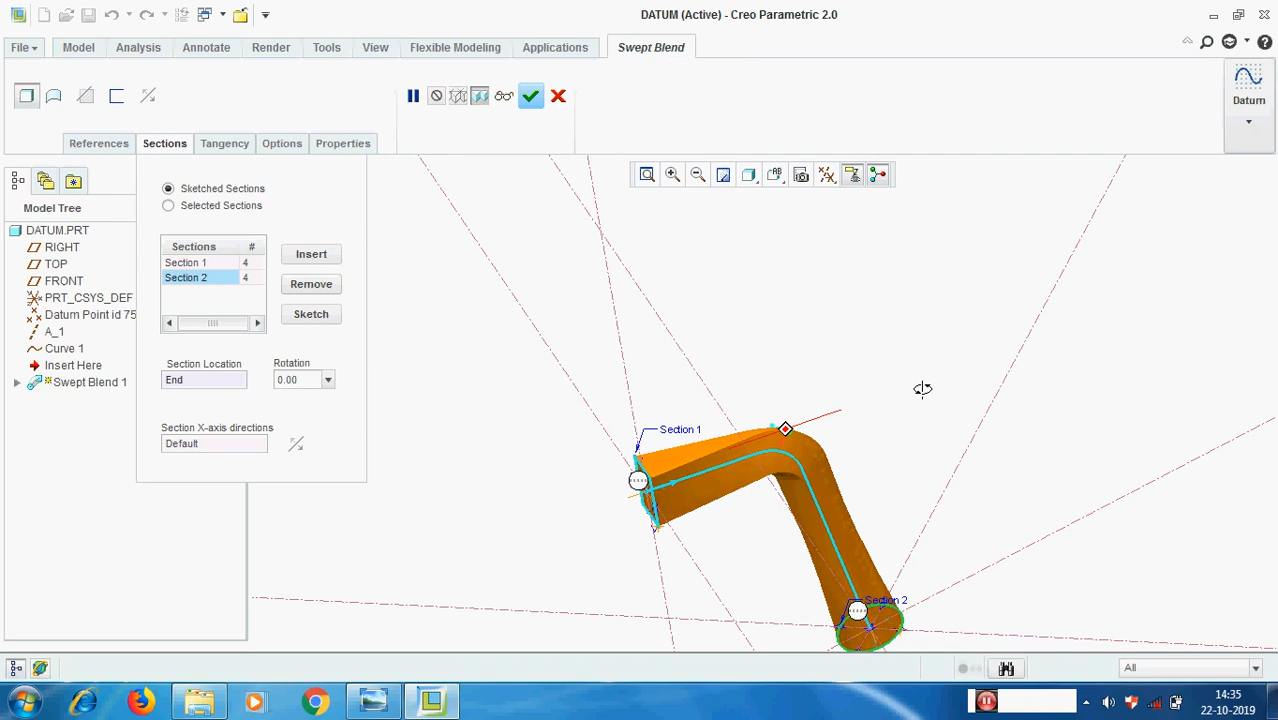 DATUM (Active) - Creo Parametric 2.0
File Model Analysis Annotate Render Tools View Flexible Modeling Applications Swept Blend
Datum
References Sections Tangency Options Properties
Model Tree
DATUM.PRT
RIGHT
TOP
FRONT
PRT_CSYS_DEF
Datum Point id 75
A_1
Curve 1
Insert Here
Swept Blend 1
Sketched Sections
Selected Sections
Sections #
Section 1 4
Section 2 4
Insert
Remove
Sketch
Section Location
End
Rotation
0.00
Section X-axis directions
Default
Section 1
Section 2
All
14:35
22-10-2019